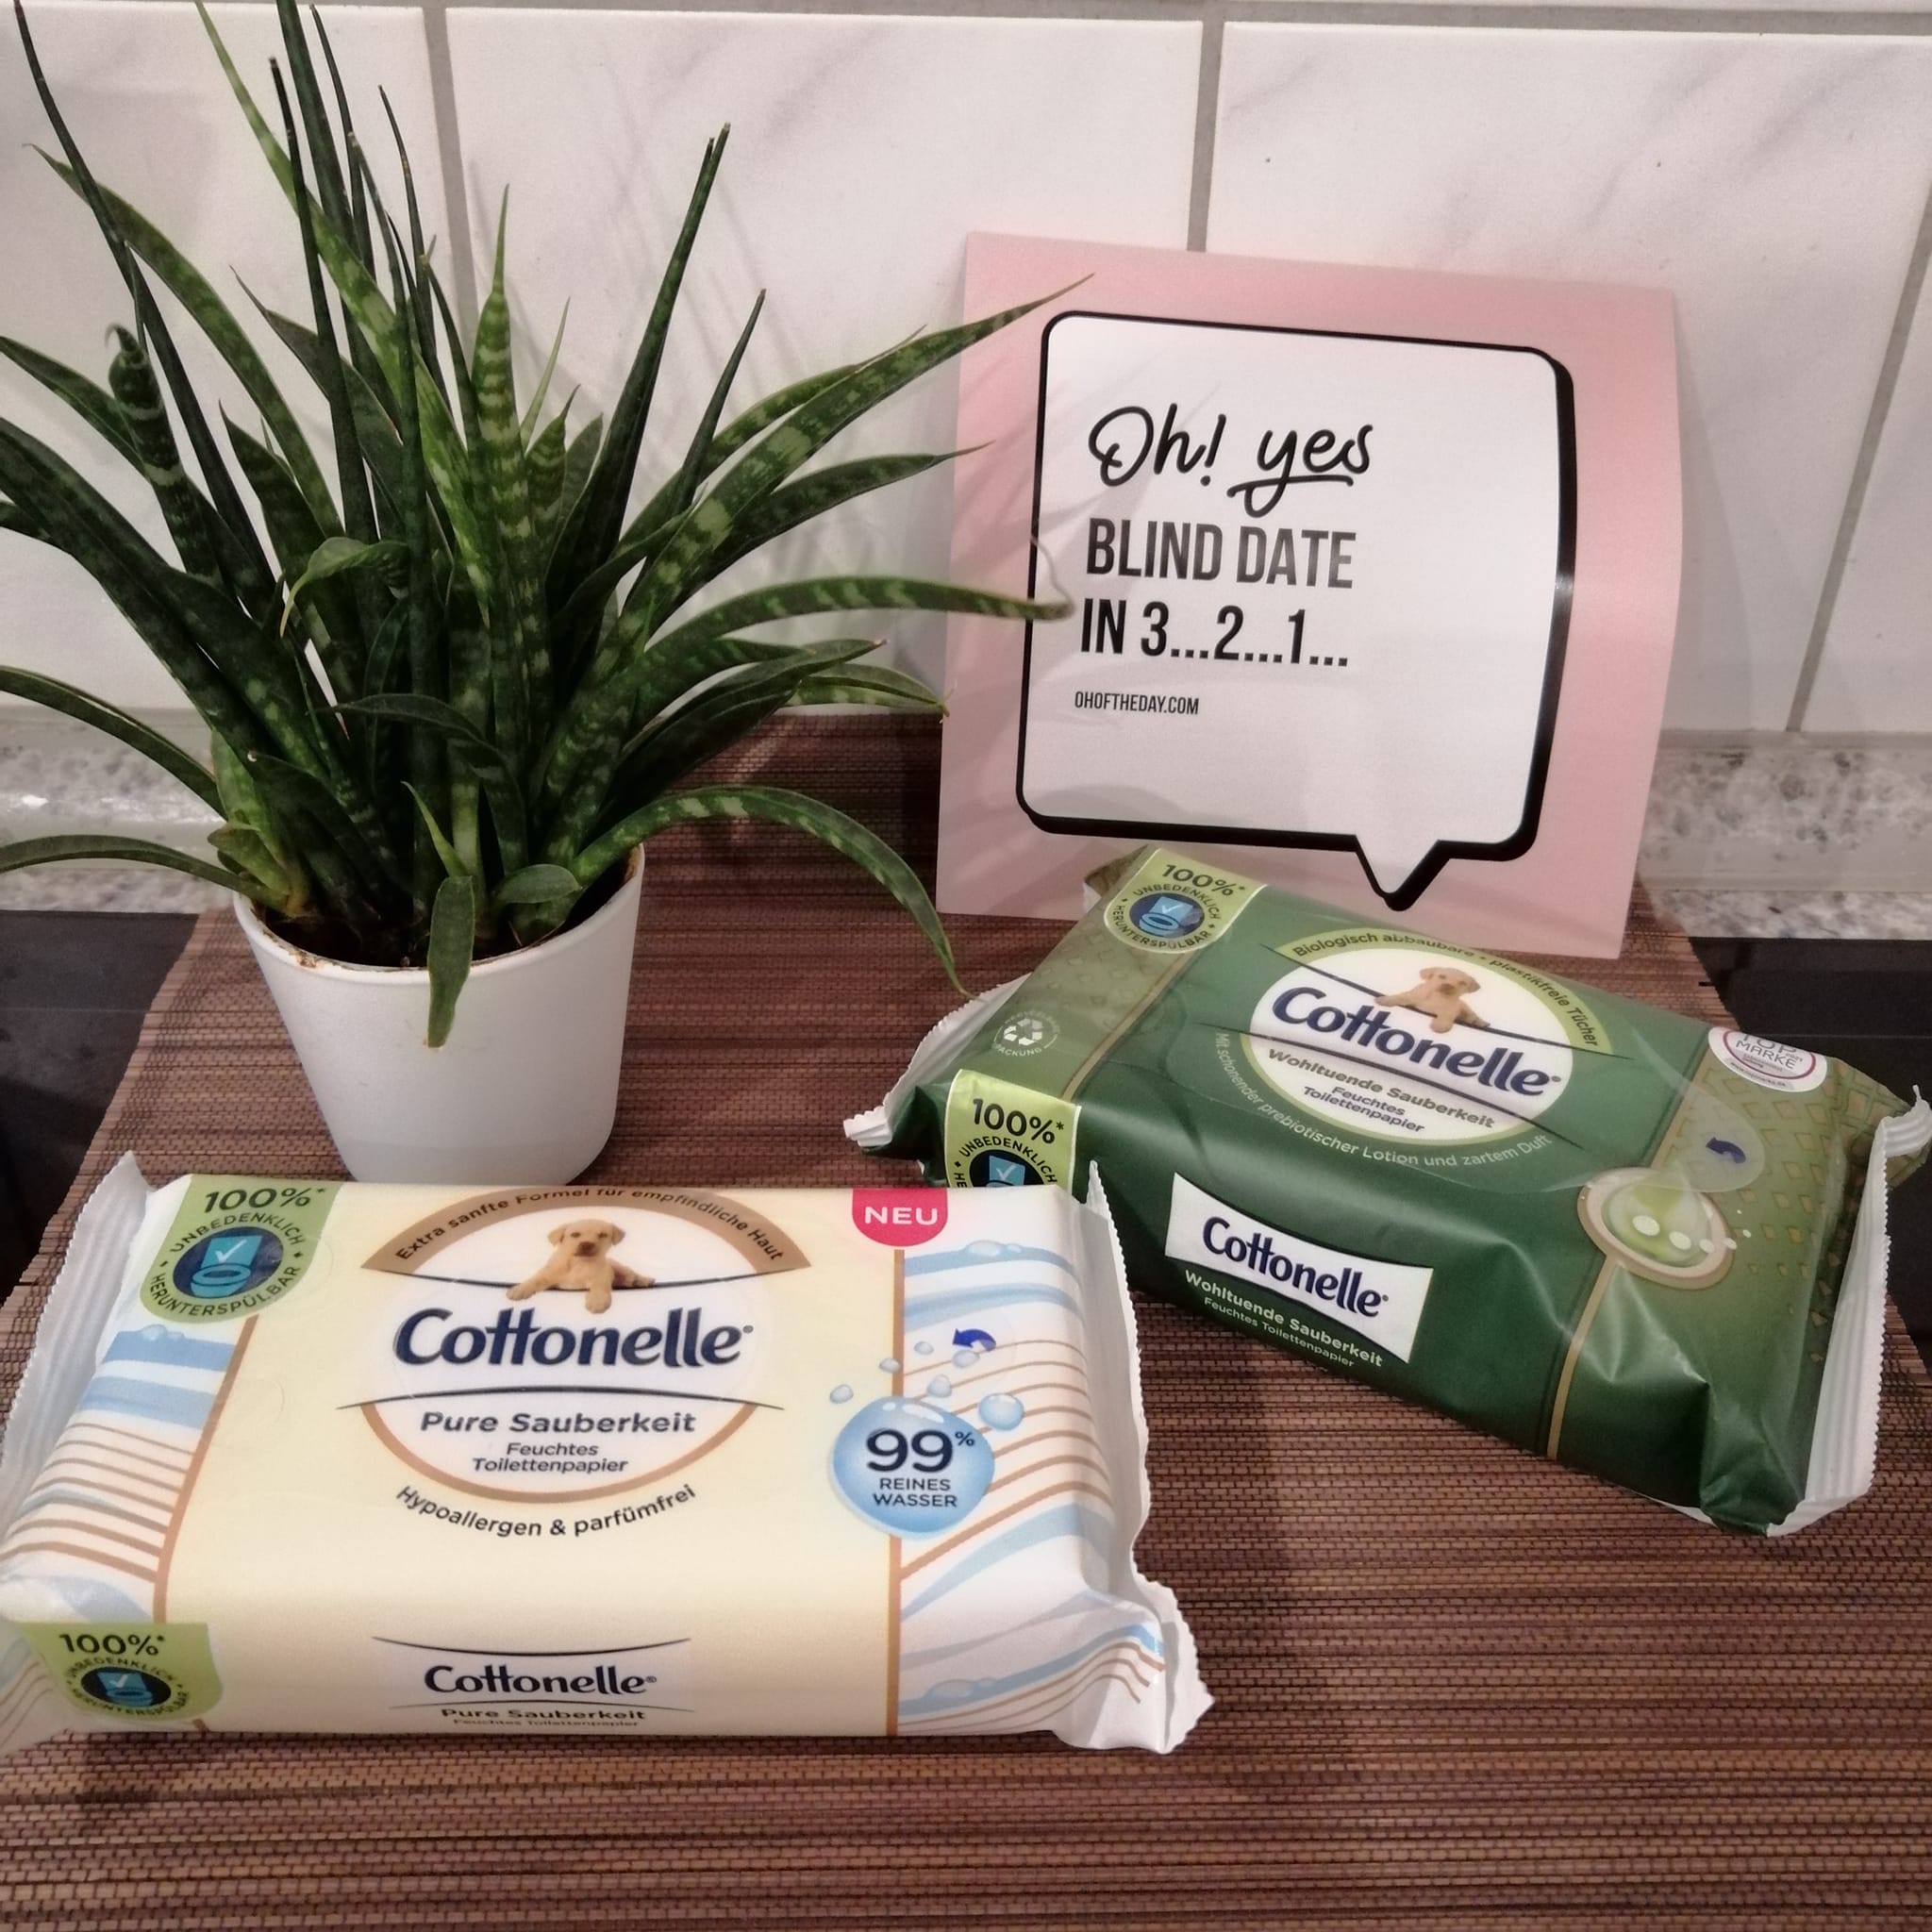 Oh! yes
BLIND DATE
IN 3...2...1...
OHOFTHEDAY.COM
100%*
UNBEDENKLICH
HERUNTERSPÜLBAR
Biologisch abbaubare • plastikfreie Tücher
Cottonelle®
Wohltuende Sauberkeit
Feuchtes
Toilettenpapier
Mit schonender prebiotischer Lotion und zartem Duft
MARKE
100%*
UNBEDENKLICH
Cottonelle®
Wohltuende Sauberkeit
Feuchtes Toilettenpapier
100%*
UNBEDENKLICH
HERUNTERSPÜLBAR
Extra sanfte Formel für empfindliche Haut
NEU
Cottonelle®
Pure Sauberkeit
Feuchtes
Toilettenpapier
Hypoallergen & parfümfrei
99%
REINES
WASSER
100%*
UNBEDENKLICH
HERUNTERSPÜLBAR
Cottonelle®
Pure Sauberkeit
Feuchtes Toilettenpapier